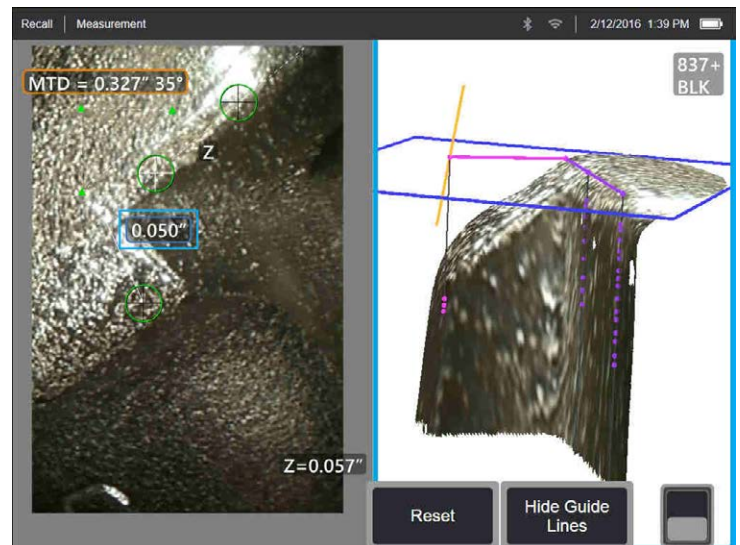 Recall | Measurement
2/12/2016 1:39 PM
MTD = 0.327" 35°
837+
BLK
Z
0.050"
Z=0.057"
Reset
Hide Guide
Lines